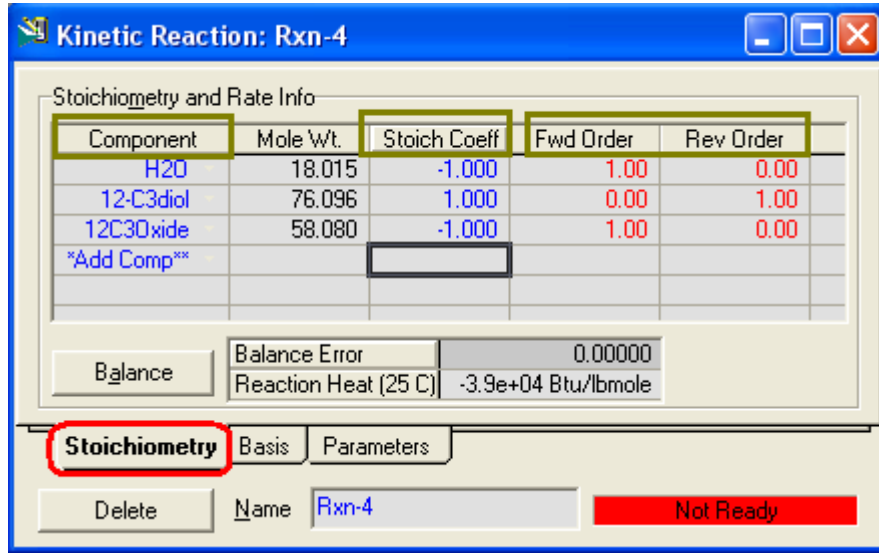 Kinetic Reaction: Rxn-4
Stoichiometry and Rate Info
Component Mole Wt. Stoich Coeff Fwd Order Rev Order
H2O 18.015 -1.000 1.00 0.00
12-C3diol 76.096 1.000 0.00 1.00
12C3Oxide 58.080 -1.000 1.00 0.00
*Add Comp**
Balance Balance Error 0.00000
Reaction Heat (25 C) -3.9e+04 Btu/lbmole
Stoichiometry Basis Parameters
Delete Name Rxn-4 Not Ready